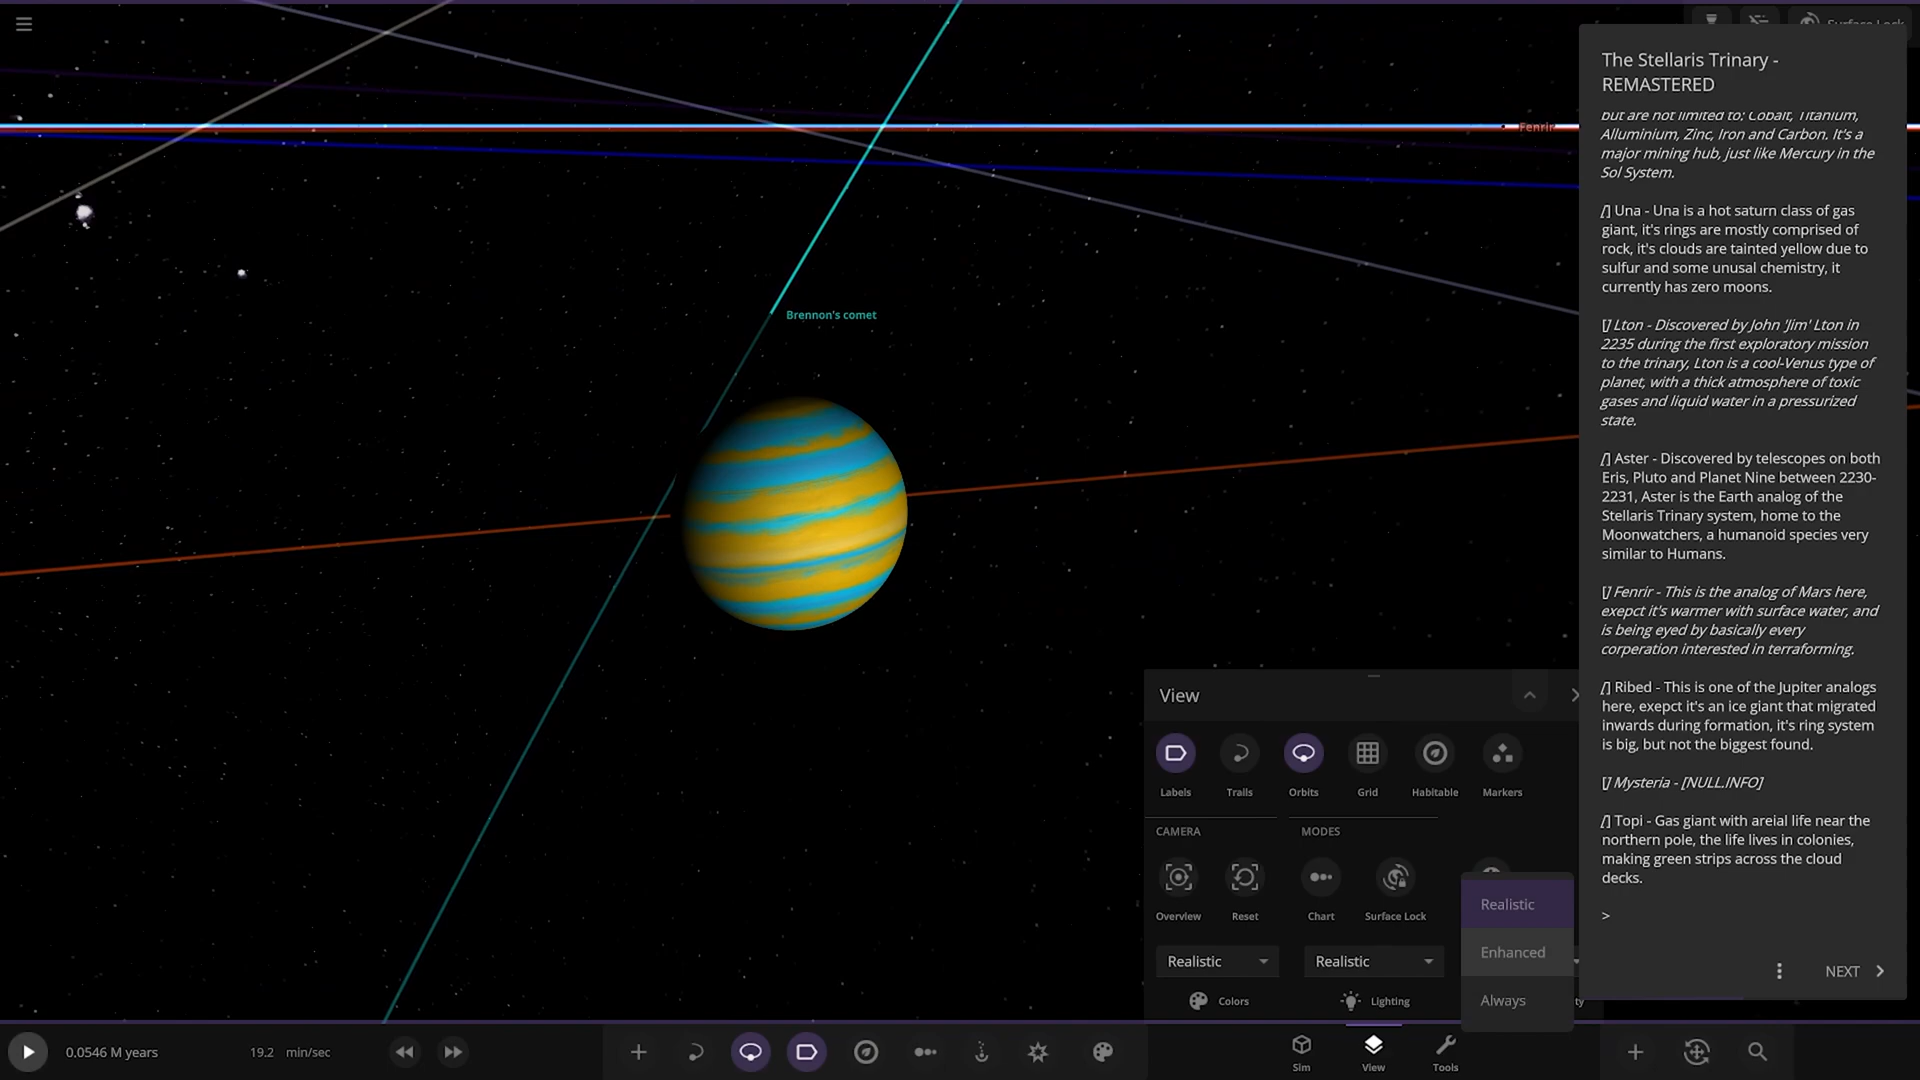 Surface Lock
The Stellaris Trinary -
REMASTERED
but are not limited to; Cobalt, Titanium,
Alluminium, Zinc, Iron and Carbon. It's a
major mining hub, just like Mercury in the
Sol System.
[/] Una - Una is a hot saturn class of gas
giant, it's rings are mostly comprised of
rock, it's clouds are tainted yellow due to
sulfur and some unusal chemistry, it
currently has zero moons.
[/] Lton - Discovered by John 'Jim' Lton in
2235 during the first exploratory mission
to the trinary, Lton is a cool-Venus type of
planet, with a thick atmosphere of toxic
gases and liquid water in a pressurized
state.
[/] Aster - Discovered by telescopes on both
Eris, Pluto and Planet Nine between 2230-
2231, Aster is the Earth analog of the
Stellaris Trinary system, home to the
Moonwatchers, a humanoid species very
similar to Humans.
[/] Fenrir - This is the analog of Mars here,
exepct it's warmer with surface water, and
is being eyed by basically every
corperation interested in terraforming.
[/] Ribed - This is one of the Jupiter analogs
here, exepct it's an ice giant that migrated
inwards during formation, it's ring system
is big, but not the biggest found.
[/] Mysteria - [NULL.INFO]
[/] Topi - Gas giant with areial life near the
northern pole, the life lives in colonies,
making green strips across the cloud
decks.
>
NEXT
Fenrir
Brennon's comet
View
Labels Trails Orbits Grid Habitable Markers
CAMERA MODES
Overview Reset Chart Surface Lock
Realistic Realistic
Colors Lighting ty
Realistic
Enhanced
Always
0.0546 M years 19.2 min/sec
Sim View Tools